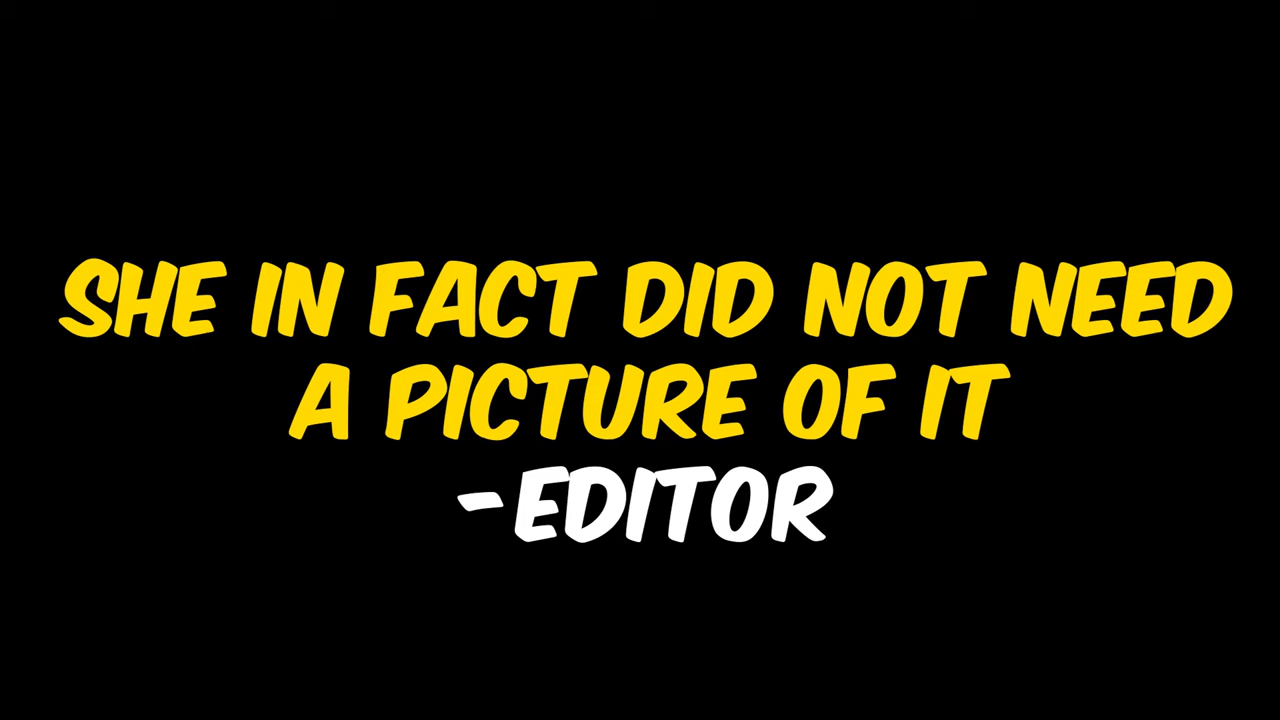 SHE IN FACT DID NOT NEED
A PICTURE OF IT
-EDITOR